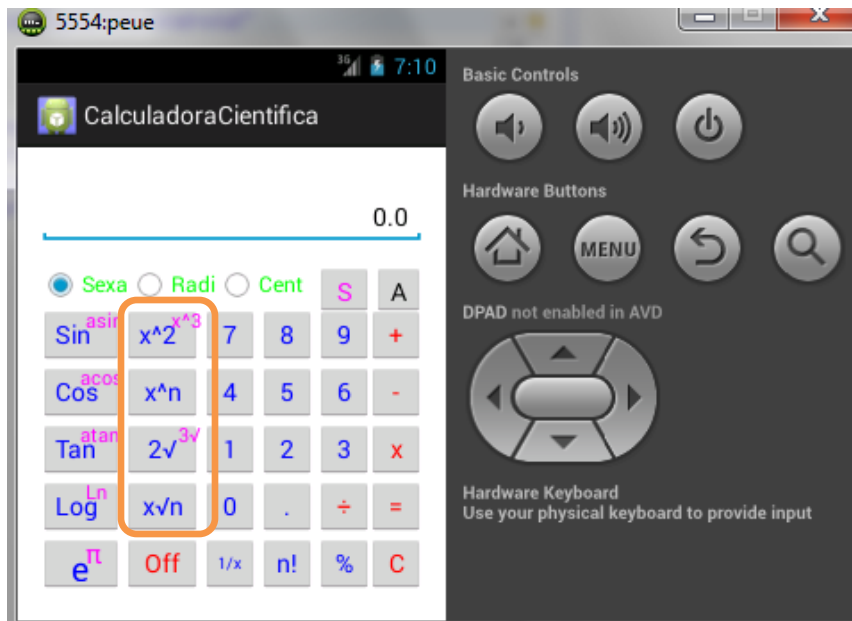 5554:peue
3G 7:10
CalculadoraCientifica
0.0
Sexa Radi Cent S A
Sin asin x^2 x^3 7 8 9 +
Cos acos x^n 4 5 6 -
Tan atan 2√ 3√ 1 2 3 x
Log Ln x√n 0 . ÷ =
e π Off 1/x n! % C
Basic Controls
Hardware Buttons
MENU
DPAD not enabled in AVD
Hardware Keyboard
Use your physical keyboard to provide input